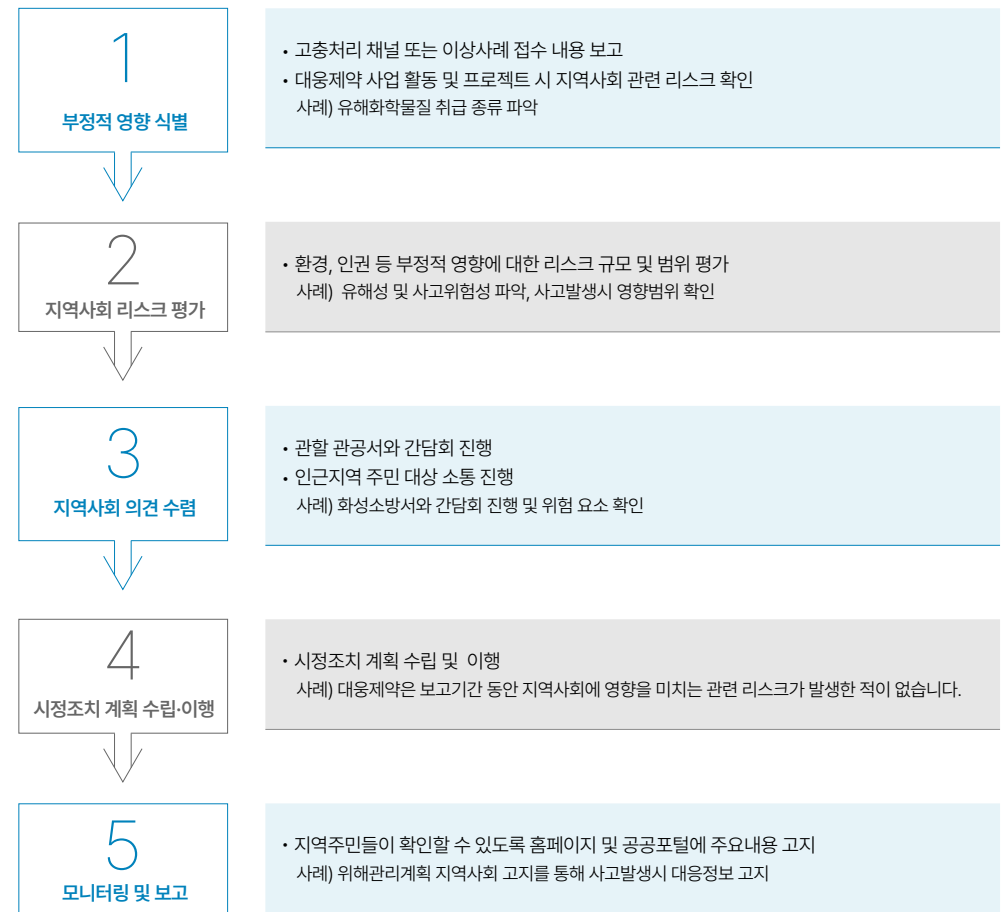 1
부정적 영향 식별
• 고충처리 채널 또는 이상사례 접수 내용 보고
• 대웅제약 사업 활동 및 프로젝트 시 지역사회 관련 리스크 확인
사례) 유해화학물질 취급 종류 파악
2
지역사회 리스크 평가
• 환경, 인권 등 부정적 영향에 대한 리스크 규모 및 범위 평가
사례) 유해성 및 사고위험성 파악, 사고발생시 영향범위 확인
3
지역사회 의견 수렴
• 관할 관공서와 간담회 진행
• 인근지역 주민 대상 소통 진행
사례) 화성소방서와 간담회 진행 및 위험 요소 확인
4
시정조치 계획 수립·이행
• 시정조치 계획 수립 및 이행
사례) 대웅제약은 보고기간 동안 지역사회에 영향을 미치는 관련 리스크가 발생한 적이 없습니다.
5
모니터링 및 보고
• 지역주민들이 확인할 수 있도록 홈페이지 및 공공포털에 주요내용 고지
사례) 위해관리계획 지역사회 고지를 통해 사고발생시 대응정보 고지